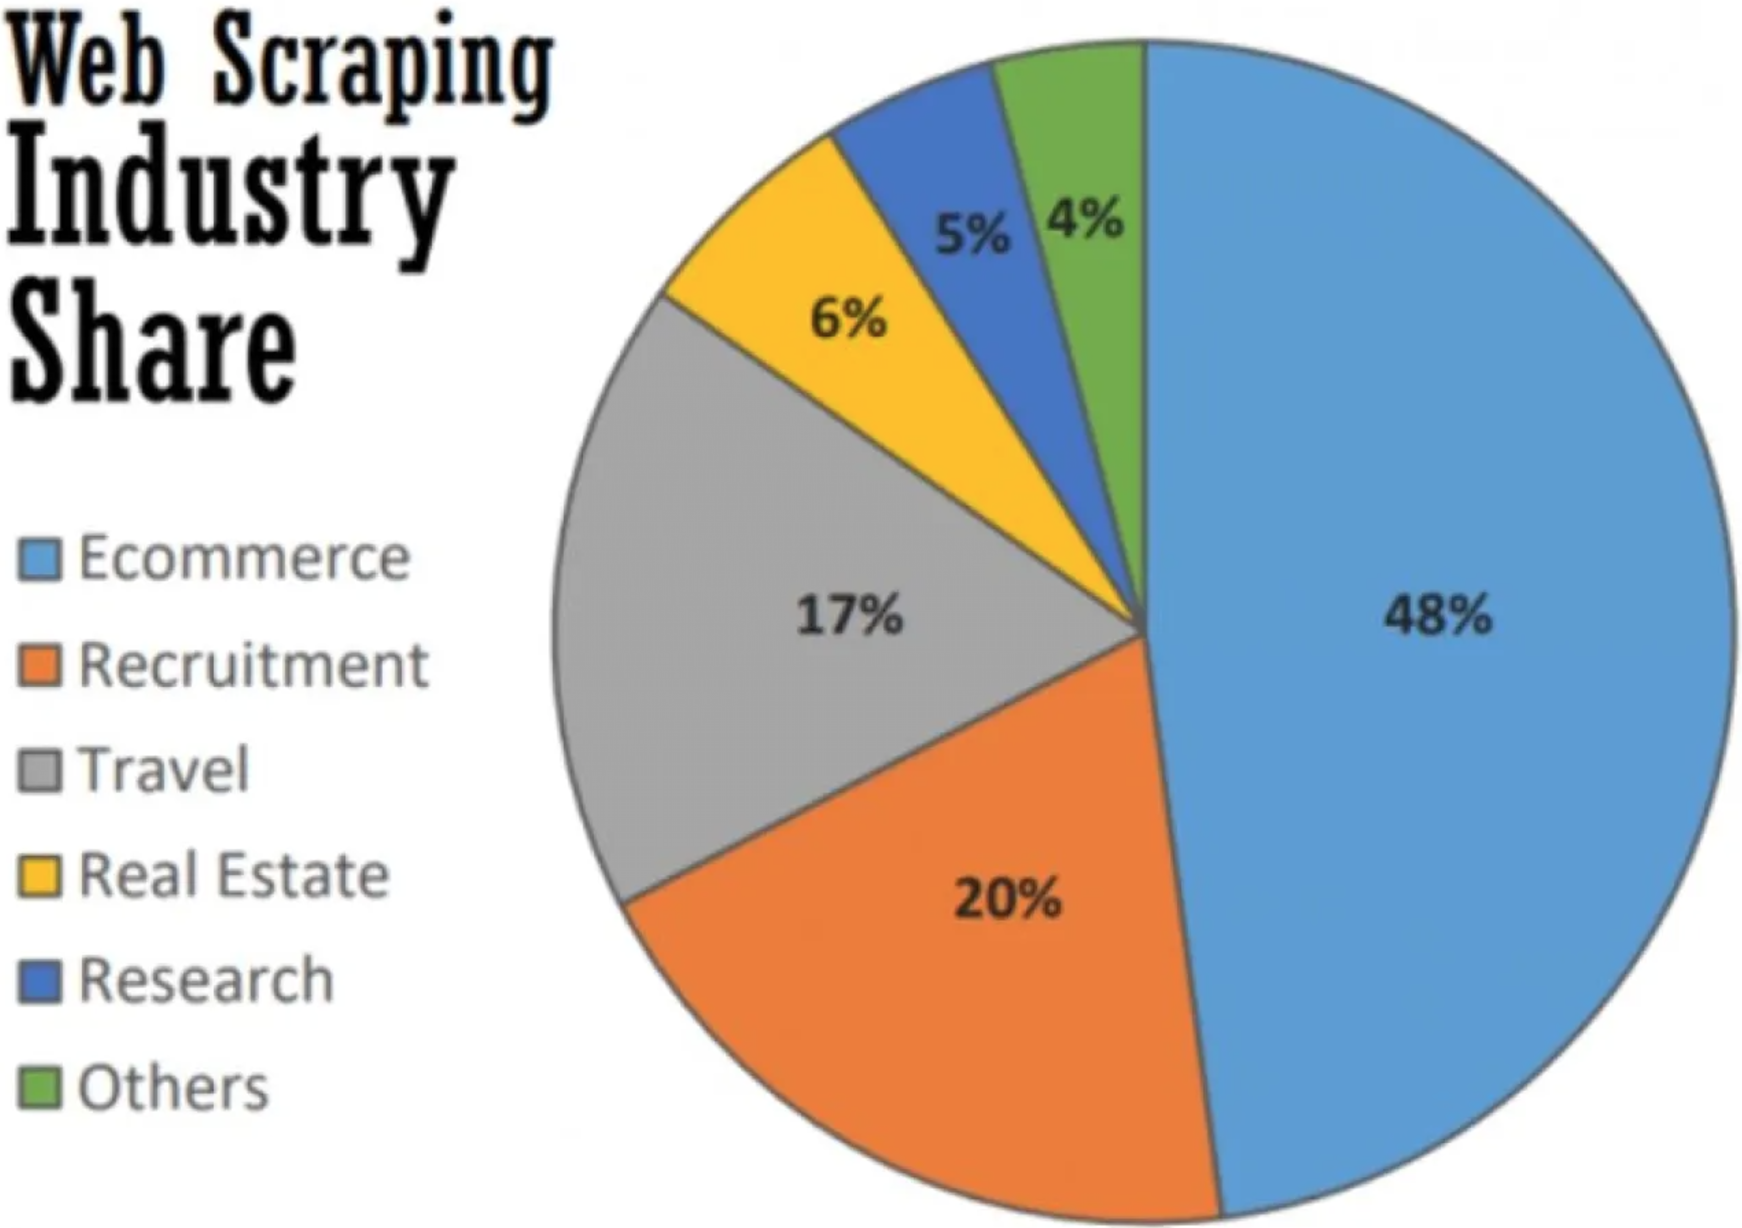 Web Scraping
Industry
Share
Ecommerce
Recruitment
Travel
Real Estate
Research
Others
4%
5%
6%
17%
48%
20%